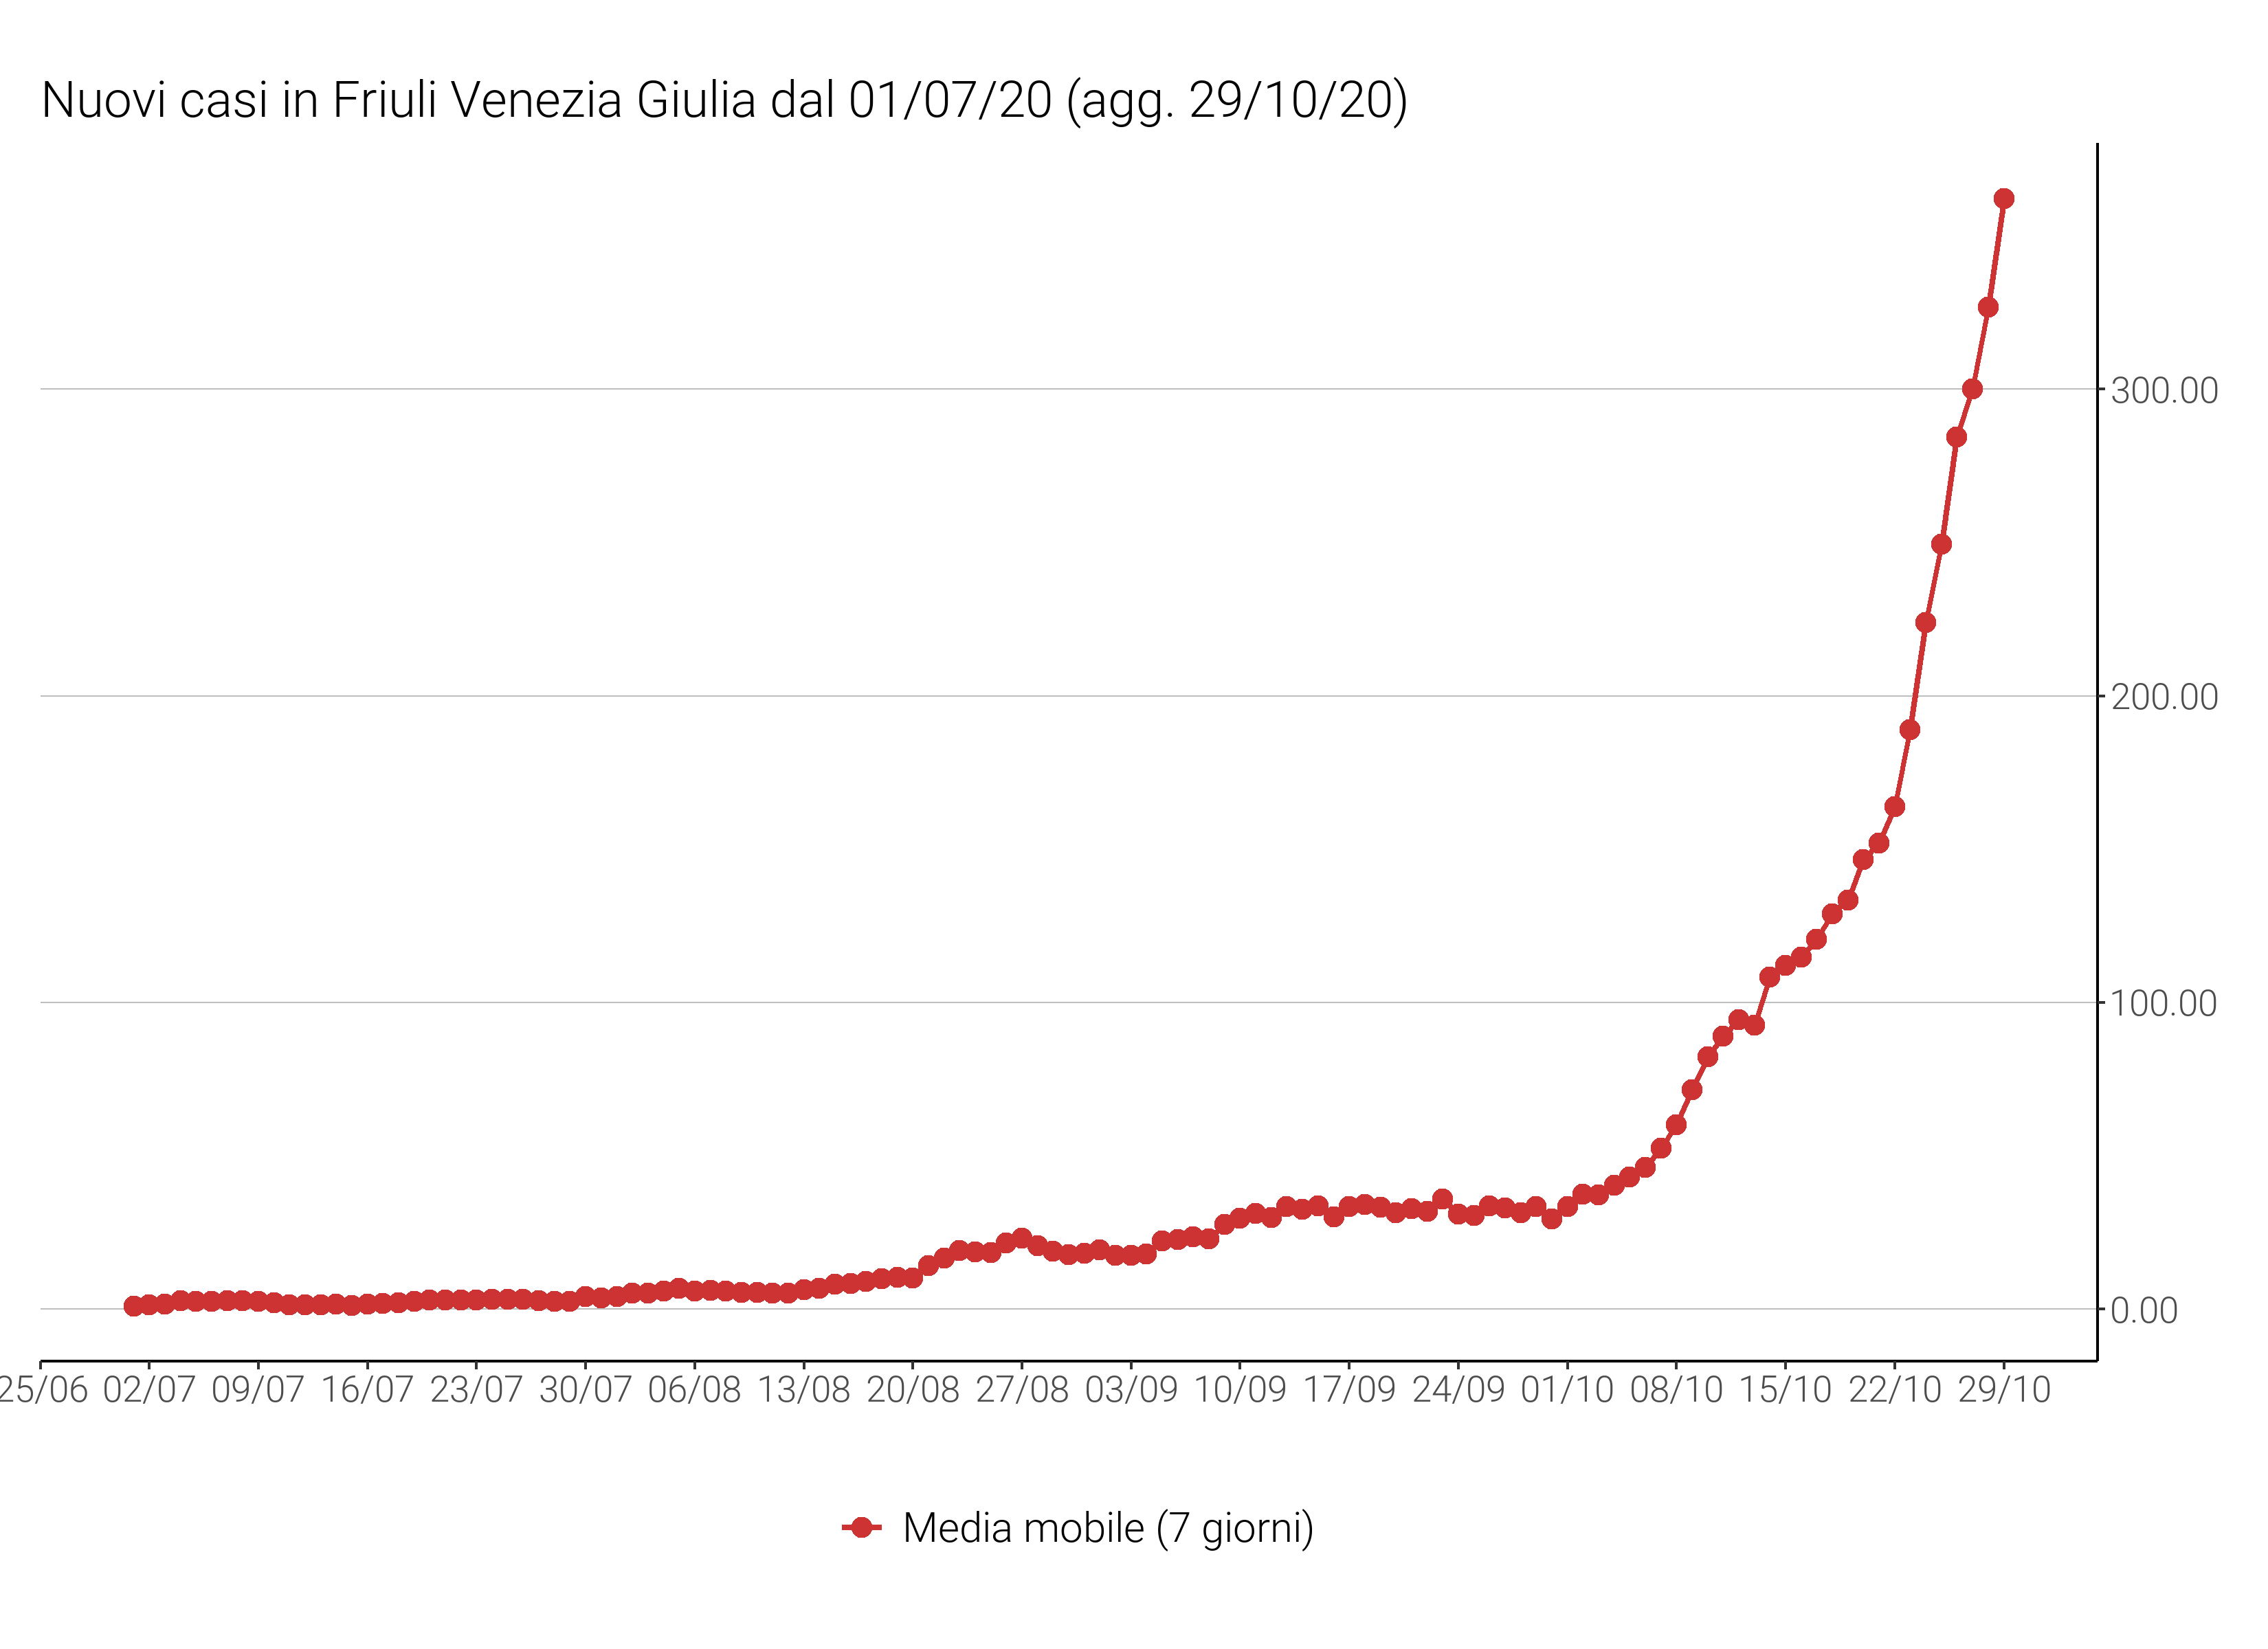 Nuovi casi in Friuli Venezia Giulia dal 01/07/20 (agg. 29/10/20)
300.00
200.00
100.00
0.00
25/06 02/07 09/07 16/07 23/07 30/07 06/08 13/08 20/08 27/08 03/09 10/09 17/09 24/09 01/10 08/10 15/10 22/10 29/10
Media mobile (7 giorni)